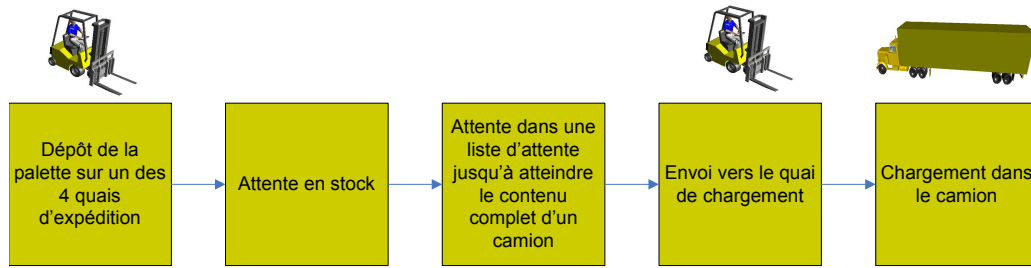 Dépôt de la
palette sur un des
4 quais
d’expédition
Attente en stock
Attente dans une
liste d’attente
jusqu’à atteindre
le contenu
complet d’un
camion
Envoi vers le quai
de chargement
Chargement dans
le camion